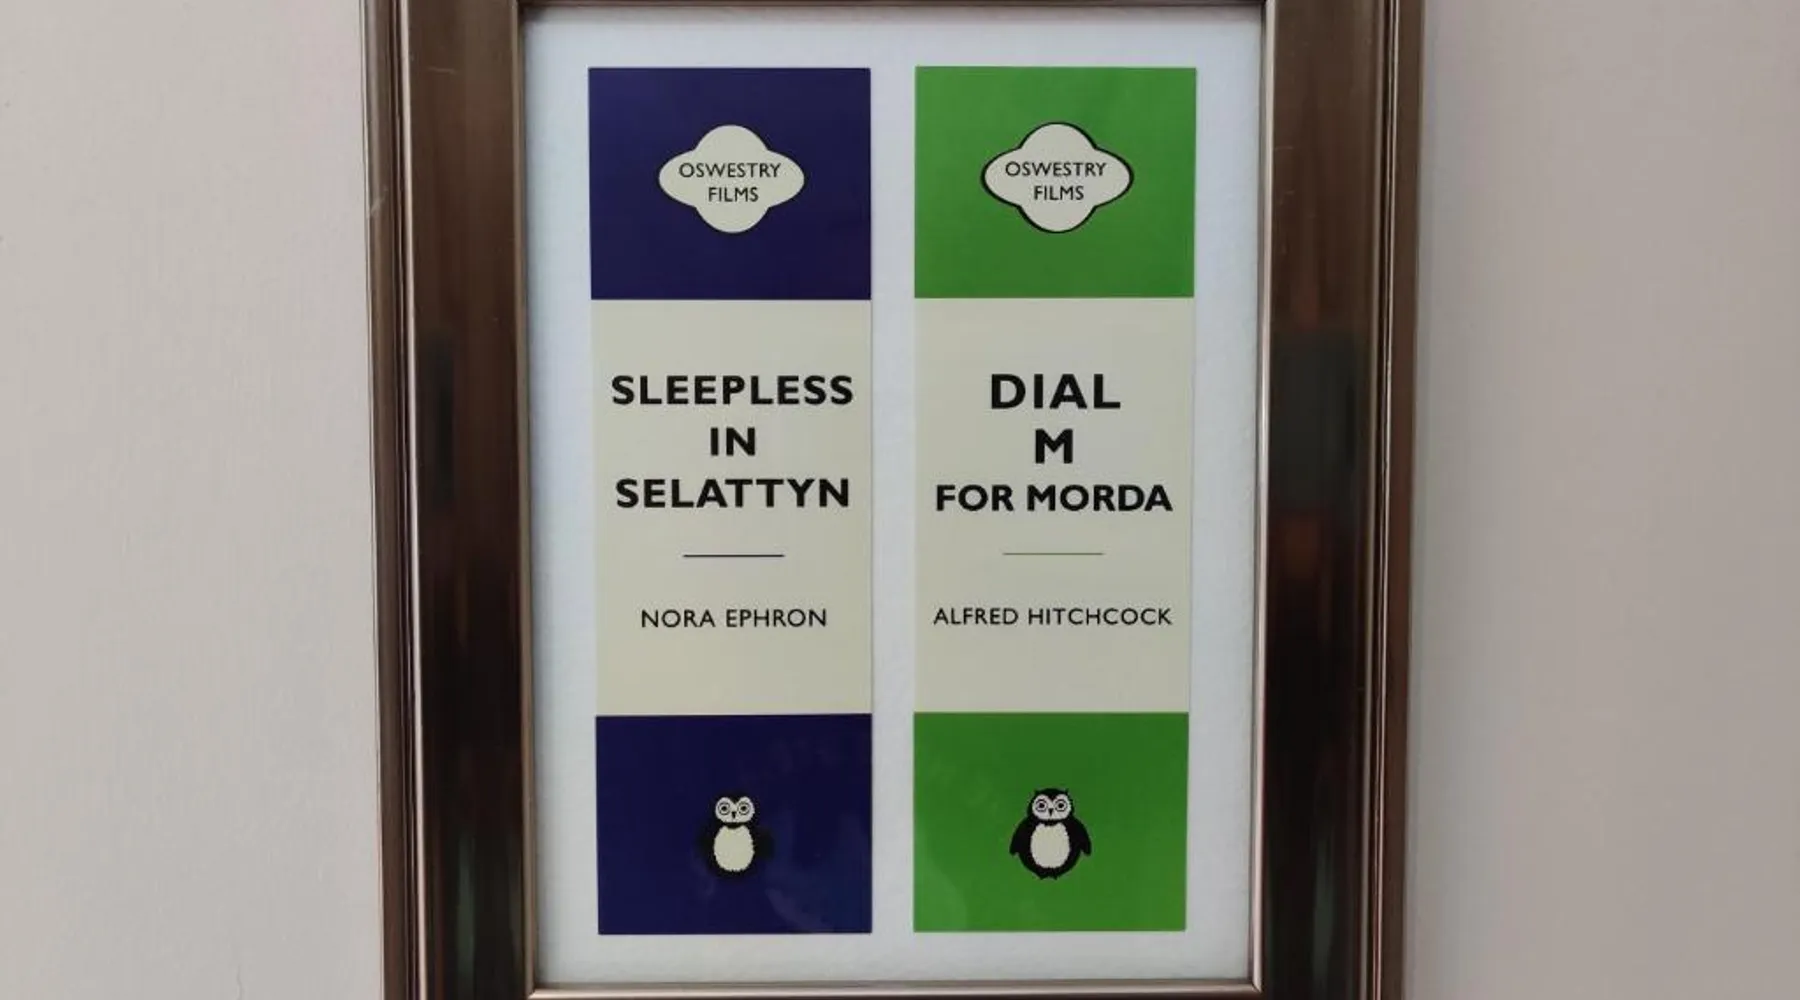 OSWESTRY
FILMS
SLEEPLESS
IN
SELATTYN
NORA EPHRON
OSWESTRY
FILMS
DIAL
M
FOR MORDA
ALFRED HITCHCOCK